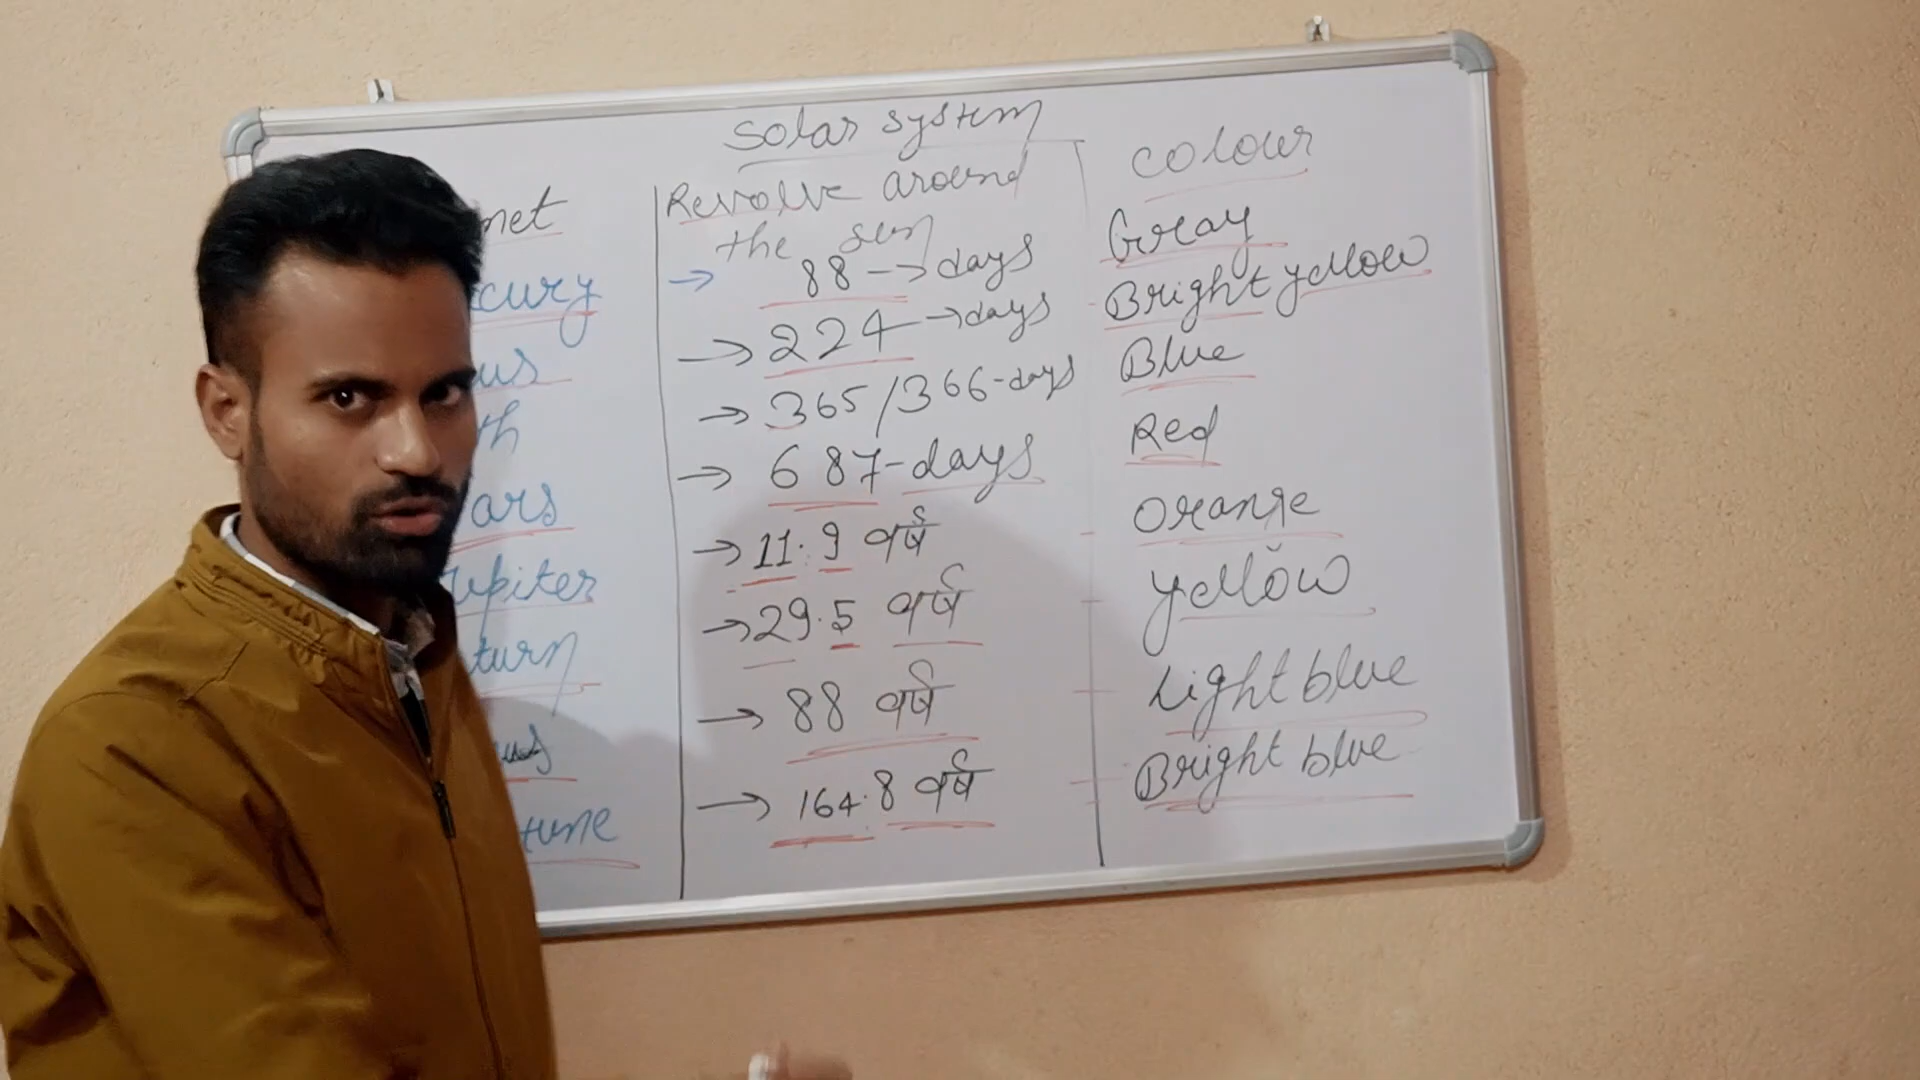 Solar system
net Revolve around colour
the sun
cury → 88 → days Gray
us → 224 → days Bright yellow
th → 365/366-days Blue
ars → 687-days Red
upiter → 11.9 वर्ष Orange
turn → 29.5 वर्ष yellow
us → 88 वर्ष Light blue
tune → 164.8 वर्ष Bright blue